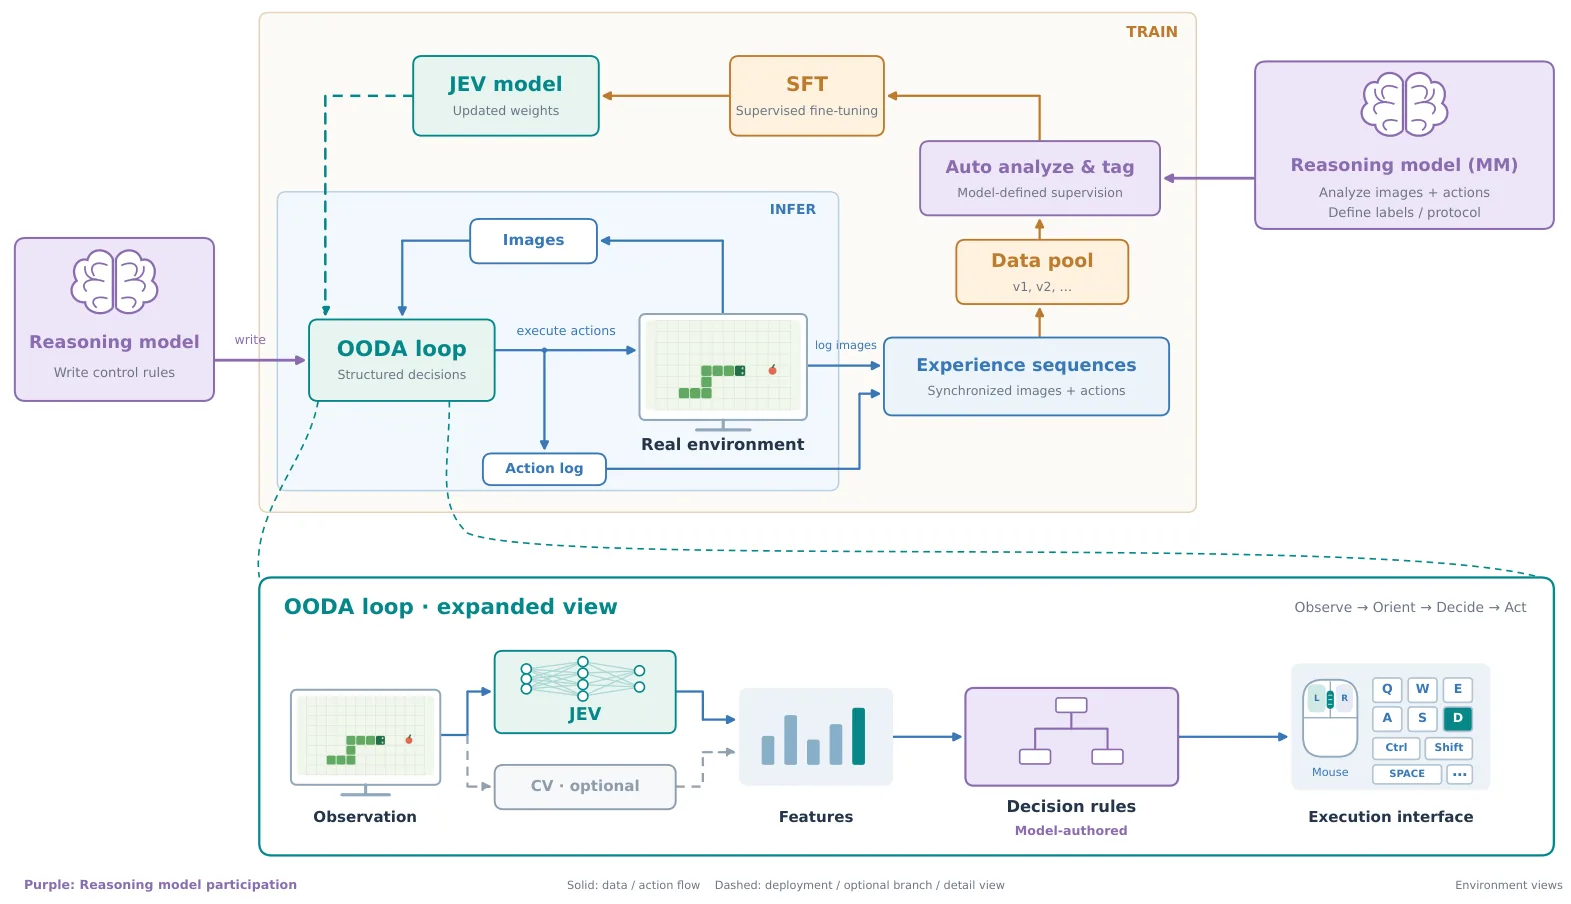 TRAIN
JEV model
Updated weights
SFT
Supervised fine-tuning
Reasoning model (MM)
Analyze images + actions
Define labels / protocol
Auto analyze & tag
Model-defined supervision
INFER
Images
Data pool
v1, v2, ...
Reasoning model
Write control rules
write
OODA loop
Structured decisions
execute actions
Real environment
log images
Experience sequences
Synchronized images + actions
Action log
OODA loop · expanded view
Observe → Orient → Decide → Act
Observation
JEV
CV · optional
Features
Decision rules
Model-authored
L
R
Mouse
Q W E
A S D
Ctrl Shift
SPACE ...
Execution interface
Purple: Reasoning model participation
Solid: data / action flow Dashed: deployment / optional branch / detail view
Environment views